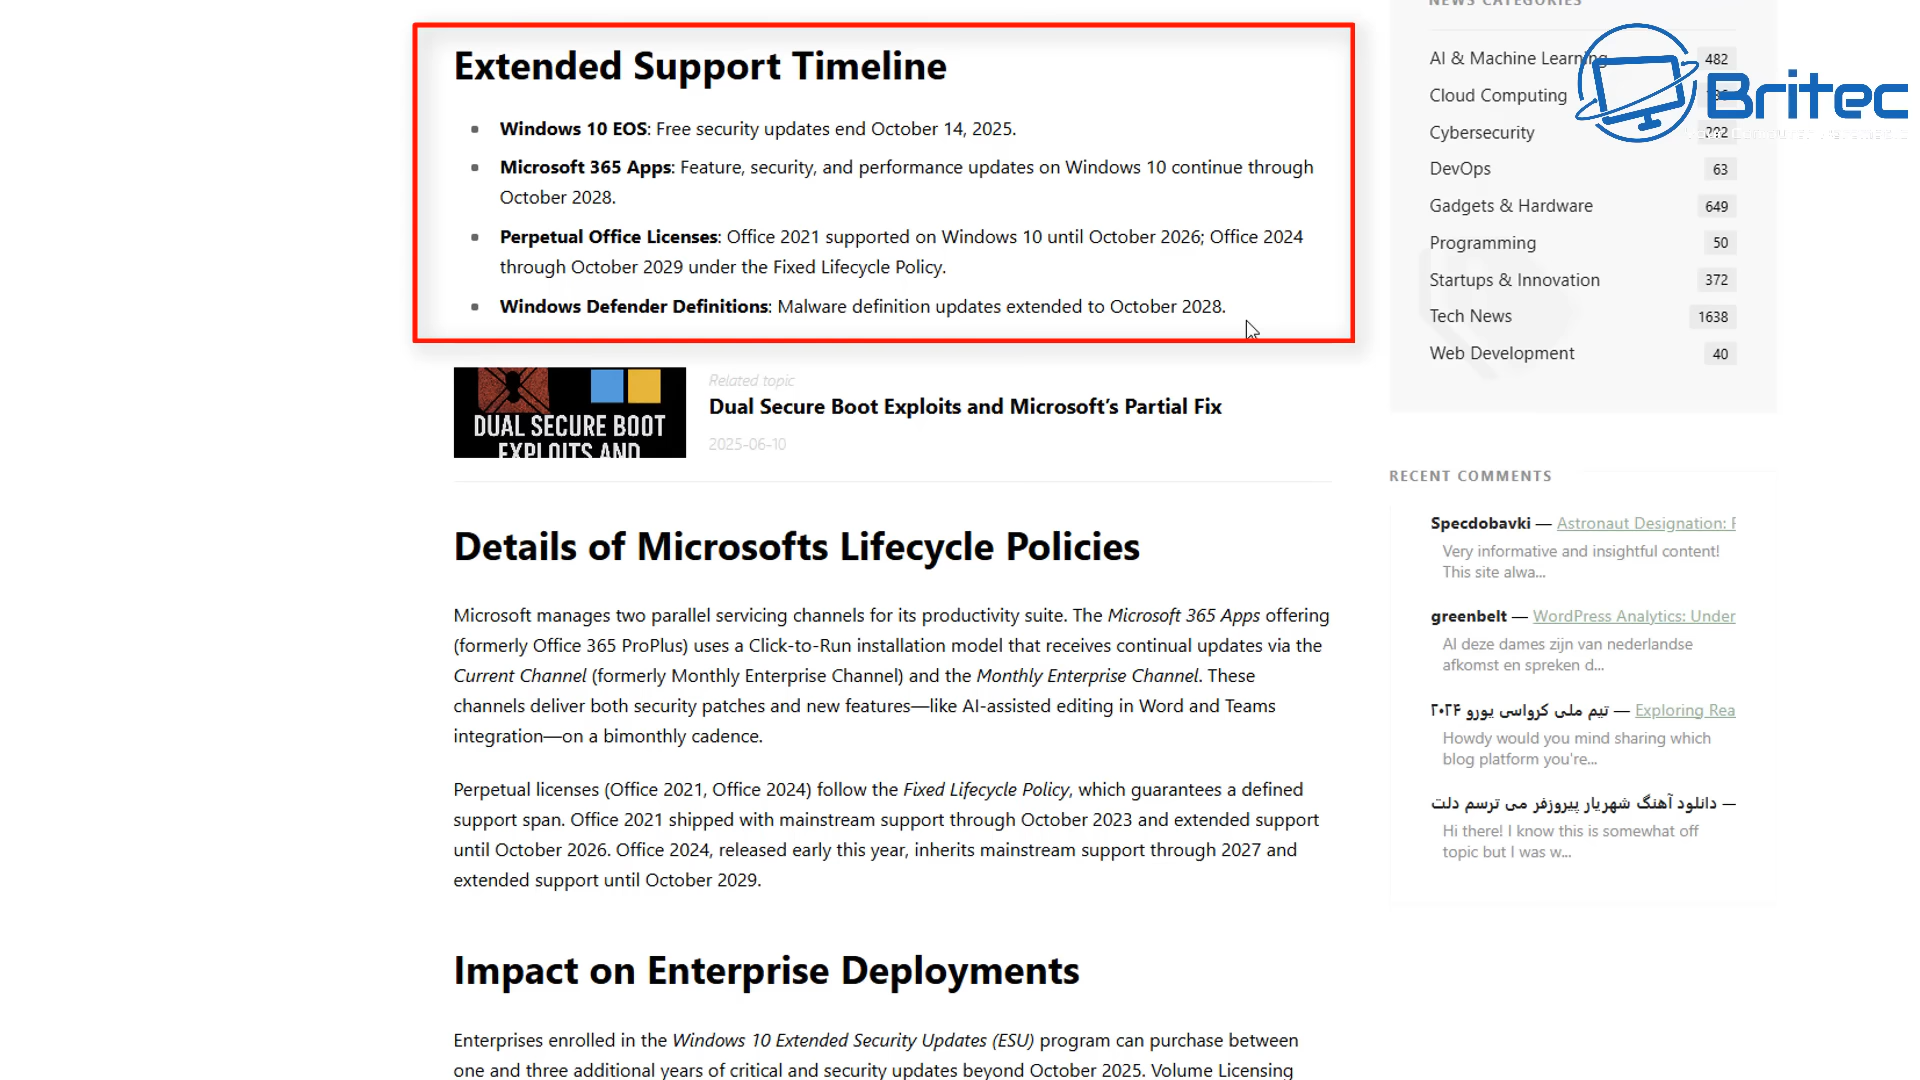 Extended Support Timeline
Windows 10 EOS: Free security updates end October 14, 2025.
Microsoft 365 Apps: Feature, security, and performance updates on Windows 10 continue through
October 2028.
Perpetual Office Licenses: Office 2021 supported on Windows 10 until October 2026; Office 2024
through October 2029 under the Fixed Lifecycle Policy.
Windows Defender Definitions: Malware definition updates extended to October 2028.
DUAL SECURE BOOT
EXPLOITS AND
Related topic
Dual Secure Boot Exploits and Microsoft’s Partial Fix
2025-06-10
Details of Microsofts Lifecycle Policies
Microsoft manages two parallel servicing channels for its productivity suite. The Microsoft 365 Apps offering
(formerly Office 365 ProPlus) uses a Click-to-Run installation model that receives continual updates via the
Current Channel (formerly Monthly Enterprise Channel) and the Monthly Enterprise Channel. These
channels deliver both security patches and new features—like AI-assisted editing in Word and Teams
integration—on a bimonthly cadence.
Perpetual licenses (Office 2021, Office 2024) follow the Fixed Lifecycle Policy, which guarantees a defined
support span. Office 2021 shipped with mainstream support through October 2023 and extended support
until October 2026. Office 2024, released early this year, inherits mainstream support through 2027 and
extended support until October 2029.
Impact on Enterprise Deployments
Enterprises enrolled in the Windows 10 Extended Security Updates (ESU) program can purchase between
one and three additional years of critical and security updates beyond October 2025. Volume Licensing
NEWS CATEGORIES
AI & Machine Learning 482
Cloud Computing
Cybersecurity
DevOps 63
Gadgets & Hardware 649
Programming 50
Startups & Innovation 372
Tech News 1638
Web Development 40
Britec
RECENT COMMENTS
Specdobavki — Astronaut Designation:
Very informative and insightful content!
This site alwa...
greenbelt — WordPress Analytics: Under
Al deze dames zijn van nederlandse
afkomst en spreken d...
تیم ملی کرواسی یورو ۲۰۲۴ — Exploring Rea
Howdy would you mind sharing which
blog platform you're...
دانلود آهنگ شهریار پیروزفر می ترسم دلت —
Hi there! I know this is somewhat off
topic but I was w...